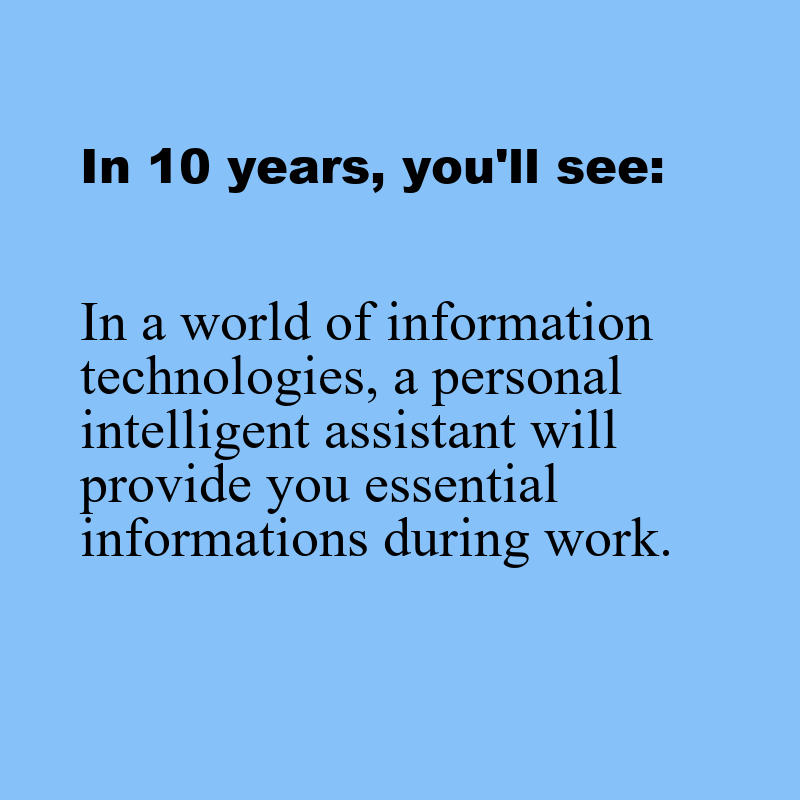 In 10 years, you'll see:
In a world of information
technologies, a personal
intelligent assistant will
provide you essential
informations during work.